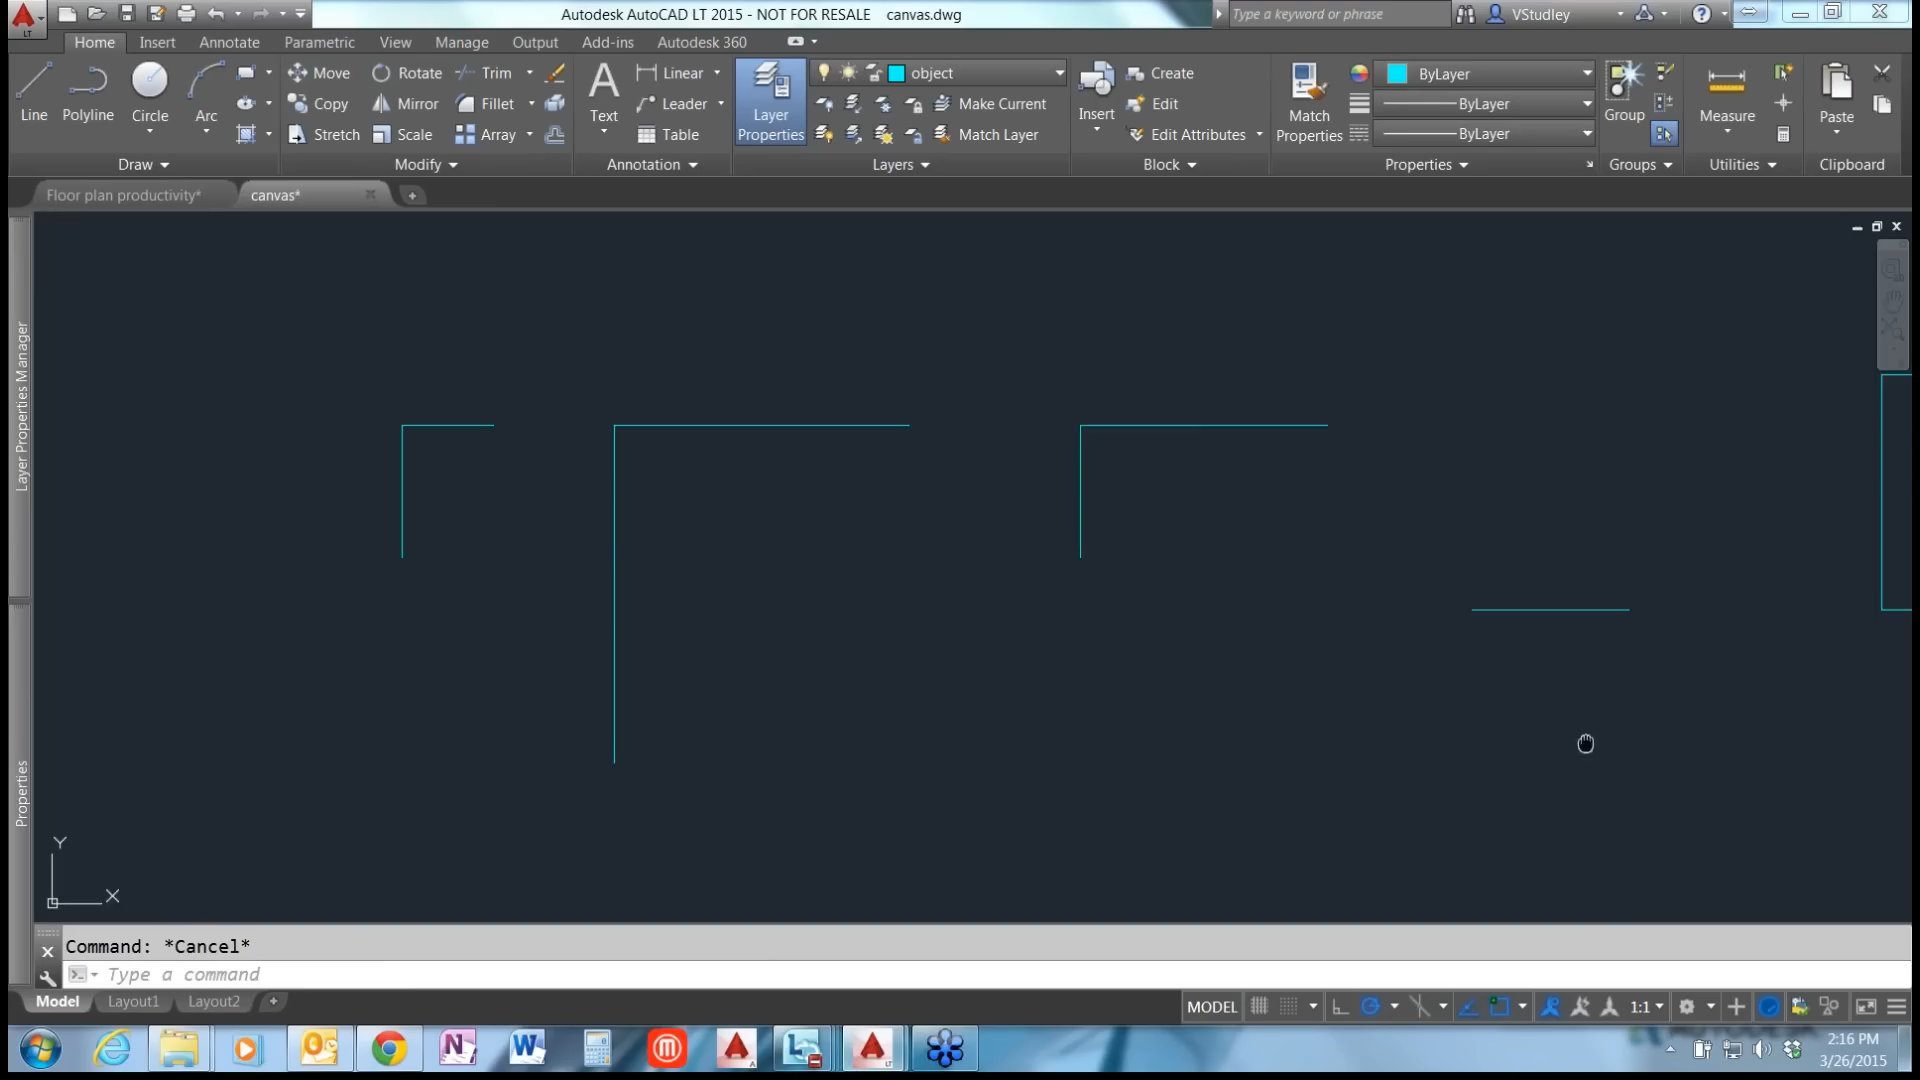 LT
Autodesk AutoCAD LT 2015 - NOT FOR RESALE canvas.dwg
Type a keyword or phrase
VStudley
Home Insert Annotate Parametric View Manage Output Add-ins Autodesk 360
Line Polyline Circle Arc
Move Rotate Trim
Copy Mirror Fillet
Stretch Scale Array
Text
Linear
Leader
Table
Layer
Properties
object
Make Current
Match Layer
Insert
Create
Edit
Edit Attributes
Match
Properties
ByLayer
ByLayer
ByLayer
Group
Measure
Paste
Draw Modify Annotation Layers Block Properties Groups Utilities Clipboard
Floor plan productivity* canvas*
Layer Properties Manager
Properties
Y
X
Command: *Cancel*
Type a command
Model Layout1 Layout2
MODEL 1:1
2:16 PM
3/26/2015